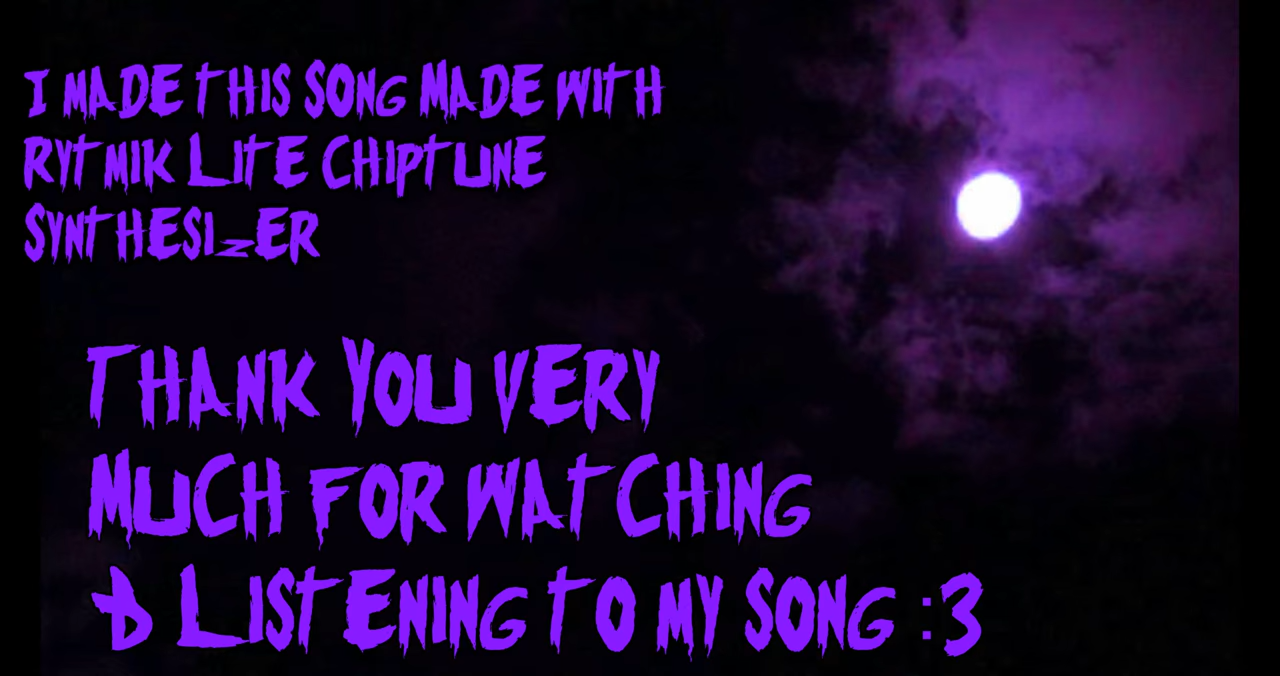 I MADE THIS SONG MADE WITH
RYTMIK LITE CHIPTUNE
SYNTHESIZER
THANK YOU VERY
MUCH FOR WATCHING
& LISTENING TO MY SONG :3